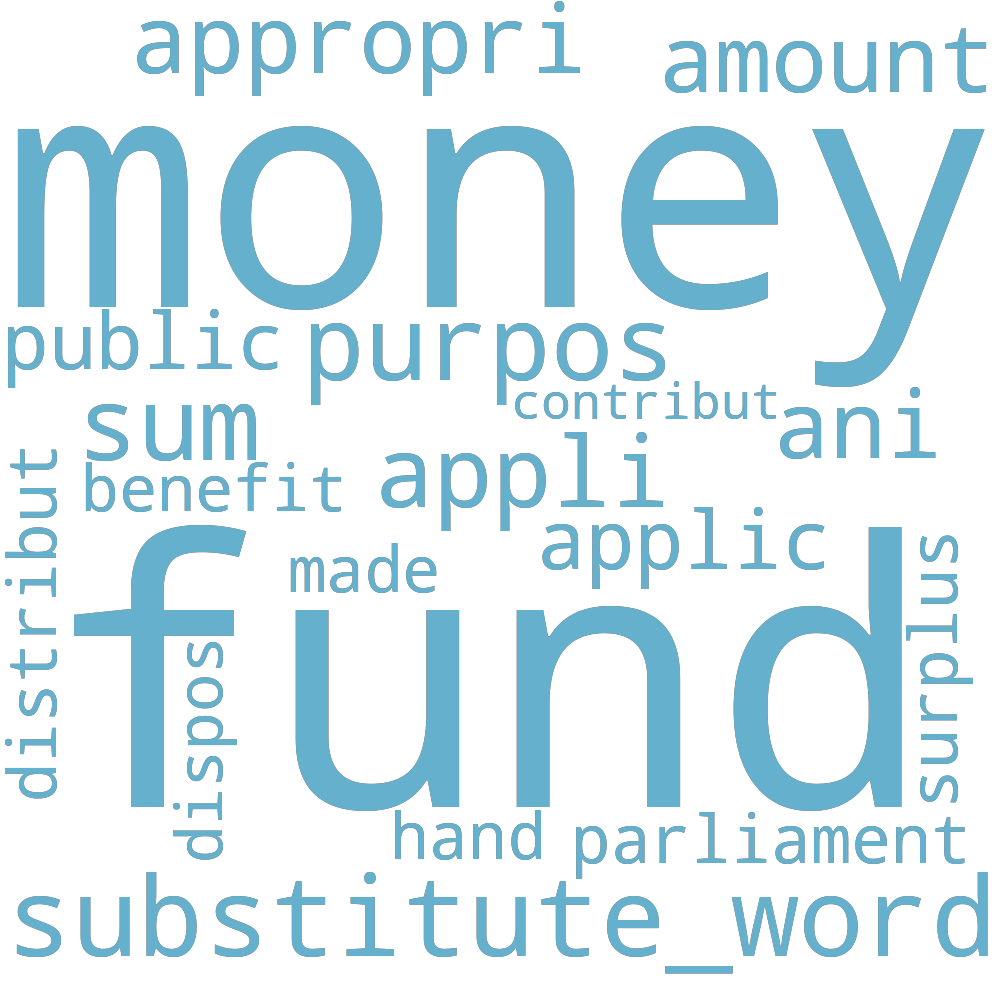 appropri
amount
money
public
purpos
contribut
sum
ani
benefit
appli
applic
distribut
made
fund
surplus
dispos
hand
parliament
substitute_word